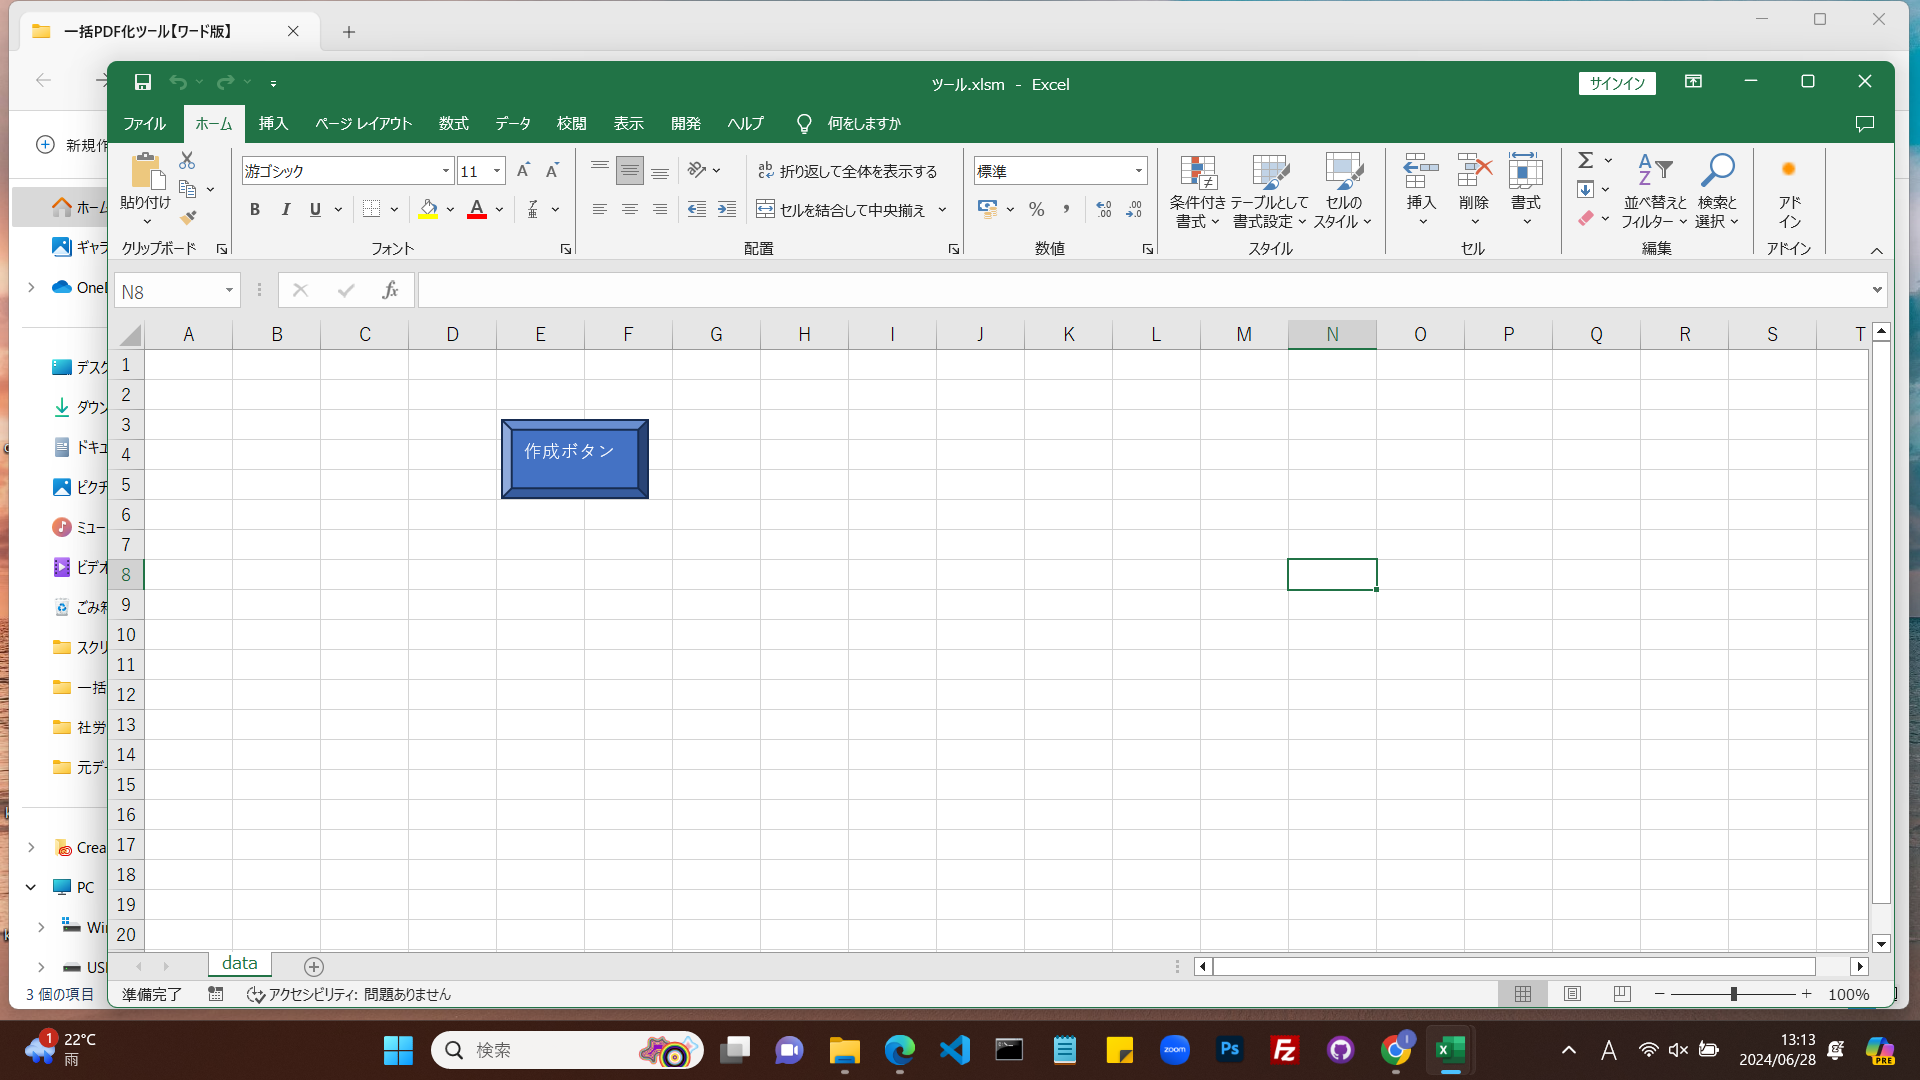 一括PDF化ツール【ワード版】
ツール.xlsm - Excel
サインイン
ファイル ホーム 挿入 ページ レイアウト 数式 データ 校閲 表示 開発 ヘルプ 何をしますか
新規作
貼り付け
クリップボード
游ゴシック 11
B I U
フォント
折り返して全体を表示する
セルを結合して中央揃え
配置
標準
数値
条件付き書式
テーブルとして書式設定
セルのスタイル
スタイル
挿入 削除 書式
セル
並べ替えとフィルター
検索と選択
編集
アドイン
アドイン
N8
fx
A B C D E F G H I J K L M N O P Q R S T
1
2
3
4
5
6
7
8
9
10
11
12
13
14
15
16
17
18
19
20
作成ボタン
ホーム
ギャラ
OneD
デスク
ダウン
ドキュ
ピクチ
ミュー
ビデオ
ごみ箱
スクリ
一括
社労
元デー
Crea
PC
Win
USB
3 個の項目
data
準備完了
アクセシビリティ: 問題ありません
100%
1
22°C
雨
検索
zoom
Ps
Fz
A
13:13
2024/06/28
PRE